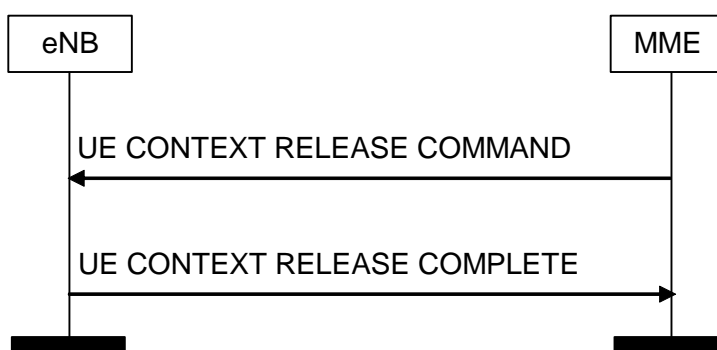 eNB
MME
UE CONTEXT RELEASE COMMAND
UE CONTEXT RELEASE COMPLETE